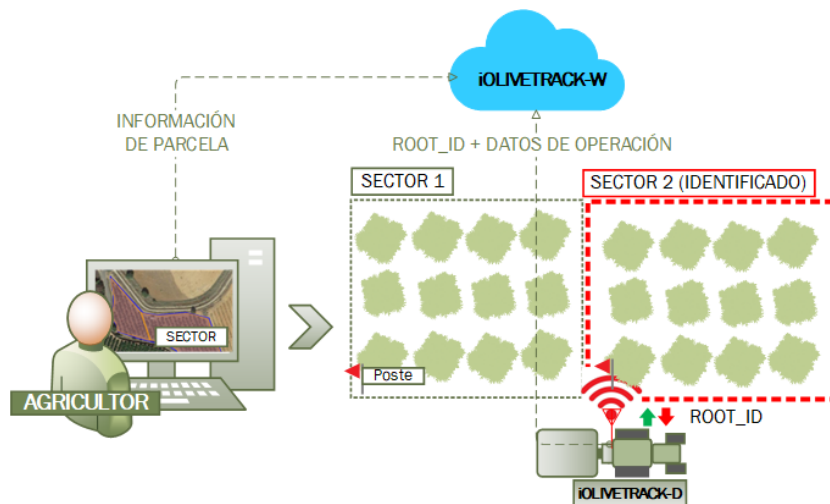 iOLIVETRACK-W
INFORMACIÓN
DE PARCELA
ROOT_ID + DATOS DE OPERACIÓN
SECTOR 1
SECTOR 2 (IDENTIFICADO)
SECTOR
Poste
AGRICULTOR
ROOT_ID
iOLIVETRACK-D